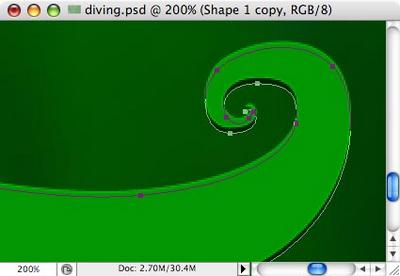 diving.psd @ 200% (Shape 1 copy, RGB/8)
200% Doc: 2.70M/30.4M